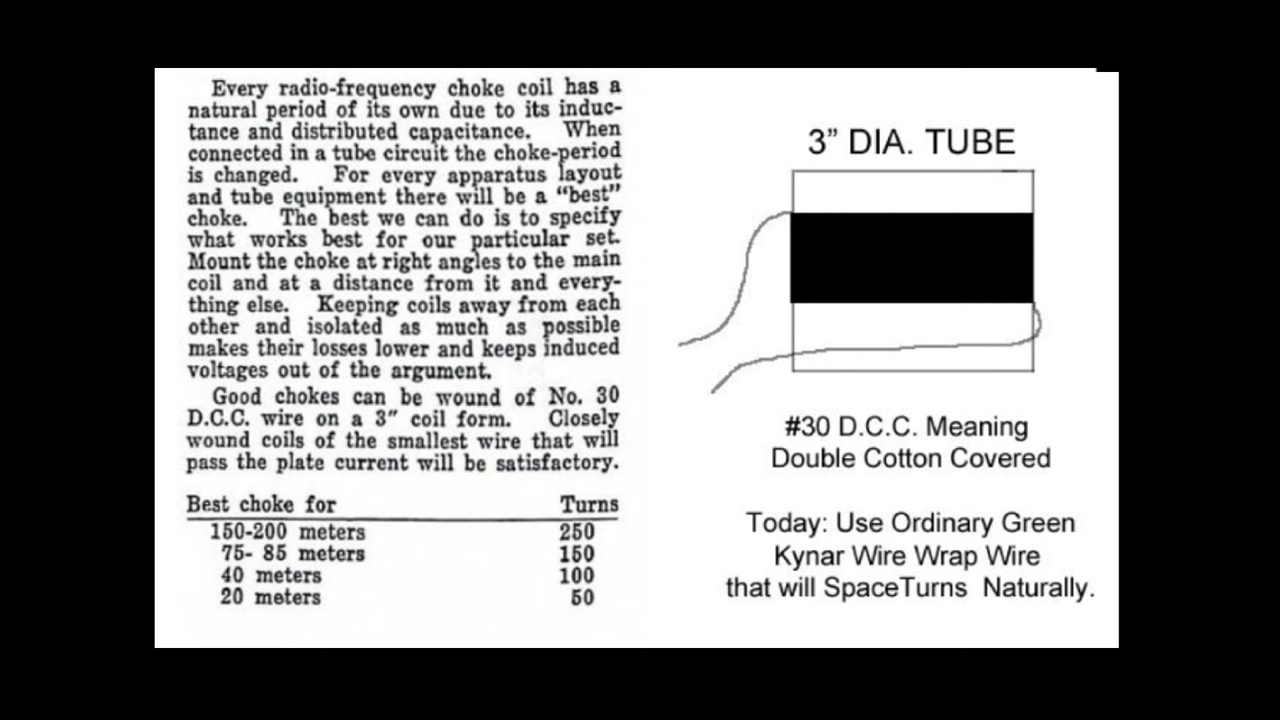 Every radio-frequency choke coil has a
natural period of its own due to its induc-
tance and distributed capacitance. When
connected in a tube circuit the choke-period
is changed. For every apparatus layout
and tube equipment there will be a “best”
choke. The best we can do is to specify
what works best for our particular set.
Mount the choke at right angles to the main
coil and at a distance from it and every-
thing else. Keeping coils away from each
other and isolated as much as possible
makes their losses lower and keeps induced
voltages out of the argument.
Good chokes can be wound of No. 30
D.C.C. wire on a 3″ coil form. Closely
wound coils of the smallest wire that will
pass the plate current will be satisfactory.
Best choke for Turns
150-200 meters 250
75- 85 meters 150
40 meters 100
20 meters 50
3” DIA. TUBE
#30 D.C.C. Meaning
Double Cotton Covered
Today: Use Ordinary Green
Kynar Wire Wrap Wire
that will SpaceTurns Naturally.